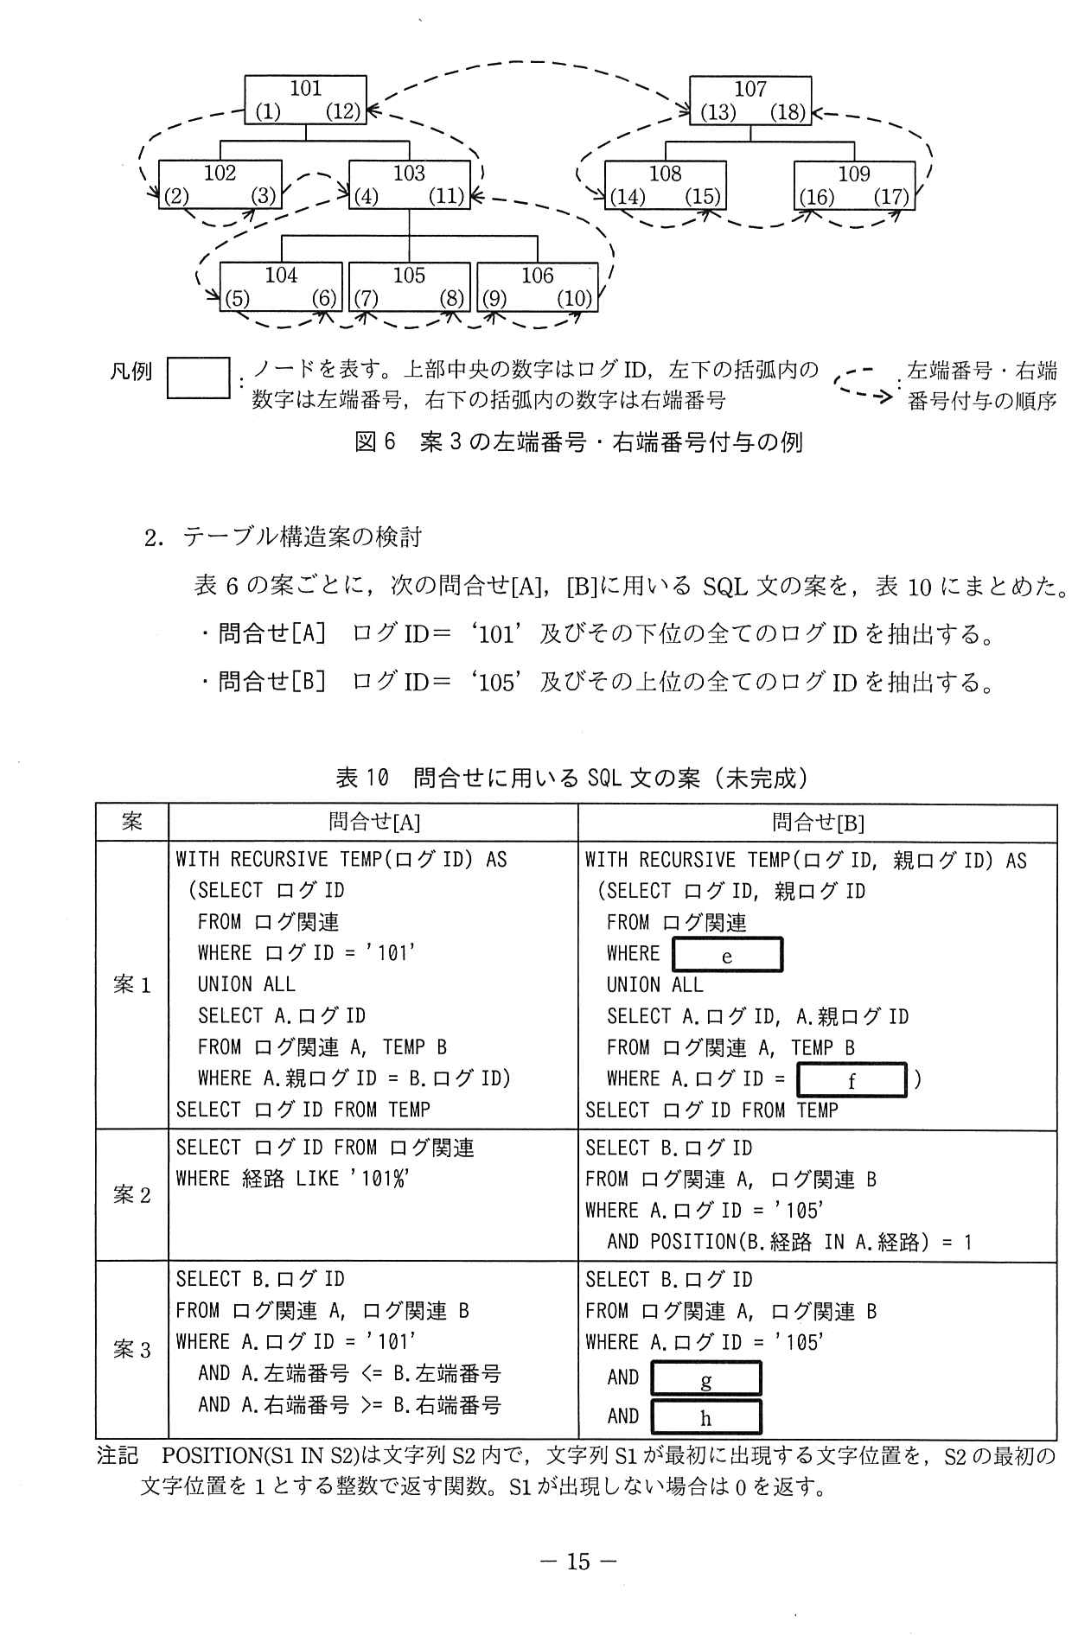 101
(1) (12)
107
(13) (18)
102
(2) (3)
103
(4) (11)
108
(14) (15)
109
(16) (17)
104
(5) (6)
105
(7) (8)
106
(9) (10)
凡例 : ノードを表す。上部中央の数字はログ ID，左下の括弧内の
数字は左端番号，右下の括弧内の数字は右端番号
: 左端番号・右端
番号付与の順序
図6 案3の左端番号・右端番号付与の例
2．テーブル構造案の検討
表 6 の案ごとに，次の問合せ[A]，[B]に用いる SQL 文の案を，表 10 にまとめた。
・問合せ[A] ログ ID＝ ‘101’ 及びその下位の全てのログ ID を抽出する。
・問合せ[B] ログ ID＝ ‘105’ 及びその上位の全てのログ ID を抽出する。
表 10 問合せに用いる SQL 文の案（未完成）
案 問合せ[A] 問合せ[B]
案 1
WITH RECURSIVE TEMP(ログ ID) AS
(SELECT ログ ID
FROM ログ関連
WHERE ログ ID = '101'
UNION ALL
SELECT A.ログ ID
FROM ログ関連 A, TEMP B
WHERE A.親ログ ID = B.ログ ID)
SELECT ログ ID FROM TEMP
WITH RECURSIVE TEMP(ログ ID, 親ログ ID) AS
(SELECT ログ ID, 親ログ ID
FROM ログ関連
WHERE e
UNION ALL
SELECT A.ログ ID, A.親ログ ID
FROM ログ関連 A, TEMP B
WHERE A.ログ ID = f )
SELECT ログ ID FROM TEMP
案 2
SELECT ログ ID FROM ログ関連
WHERE 経路 LIKE '101%'
SELECT B.ログ ID
FROM ログ関連 A, ログ関連 B
WHERE A.ログ ID = '105'
AND POSITION(B.経路 IN A.経路) = 1
案 3
SELECT B.ログ ID
FROM ログ関連 A, ログ関連 B
WHERE A.ログ ID = '101'
AND A.左端番号 <= B.左端番号
AND A.右端番号 >= B.右端番号
SELECT B.ログ ID
FROM ログ関連 A, ログ関連 B
WHERE A.ログ ID = '105'
AND g
AND h
注記 POSITION(S1 IN S2)は文字列 S2 内で，文字列 S1 が最初に出現する文字位置を，S2 の最初の
文字位置を 1 とする整数で返す関数。S1 が出現しない場合は 0 を返す。
－ 15 －